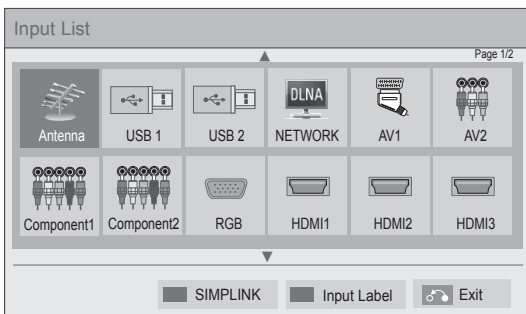 Input List
Page 1/2
DLNA
Antenna USB 1 USB 2 NETWORK AV1 AV2
Component1 Component2 RGB HDMI1 HDMI2 HDMI3
SIMPLINK Input Label Exit